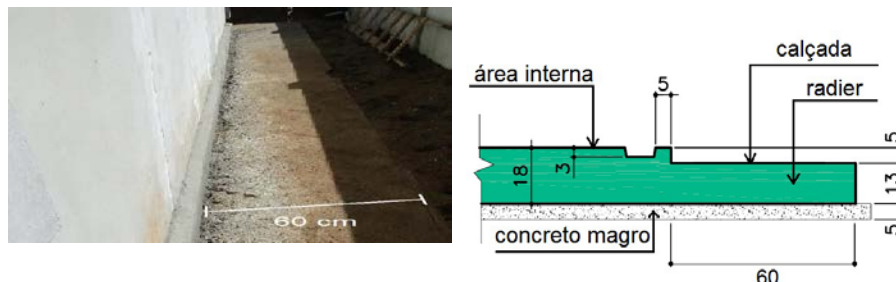 60 cm
calçada
área interna
5
radier
5
3
18
13
concreto magro
5
60